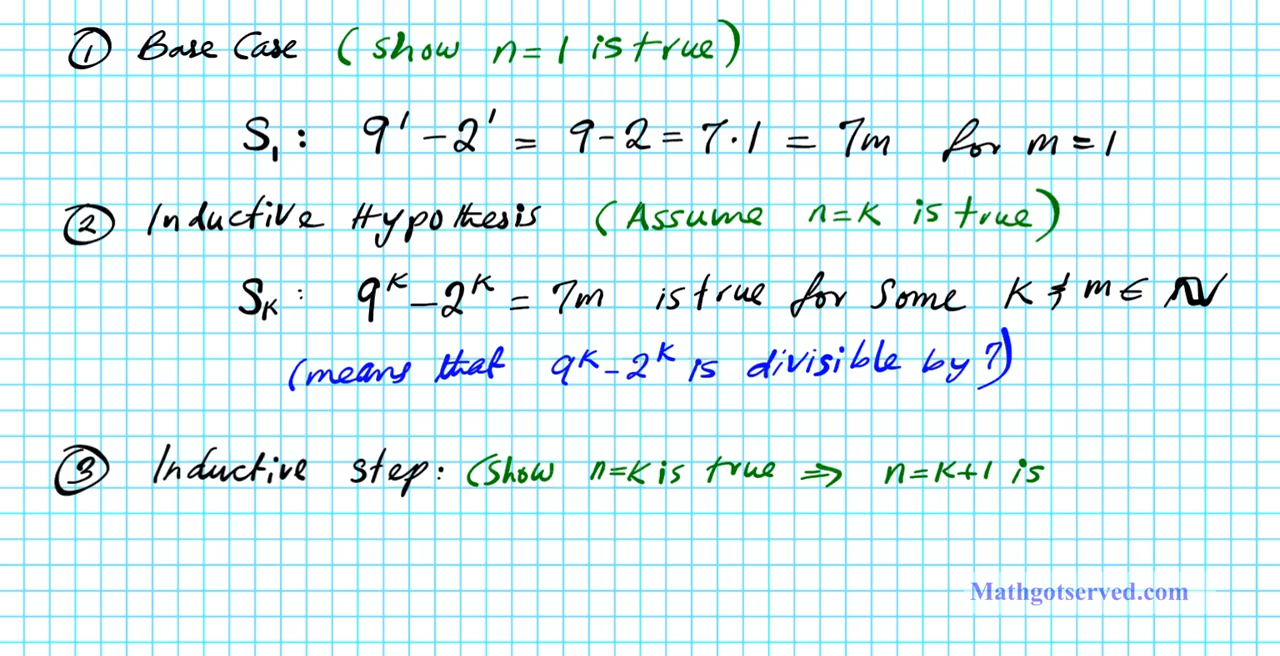 ① Base Case (show n=1 is true)
S₁: 9¹ - 2¹ = 9-2 = 7·1 = 7m for m=1
② Inductive Hypothesis (Assume n=k is true)
Sₖ: 9ᵏ - 2ᵏ = 7m is true for some k & m ∈ ℕ
(means that 9ᵏ - 2ᵏ is divisible by 7)
③ Inductive step: (show n=k is true ⇒ n=k+1 is
Mathgotserved.com